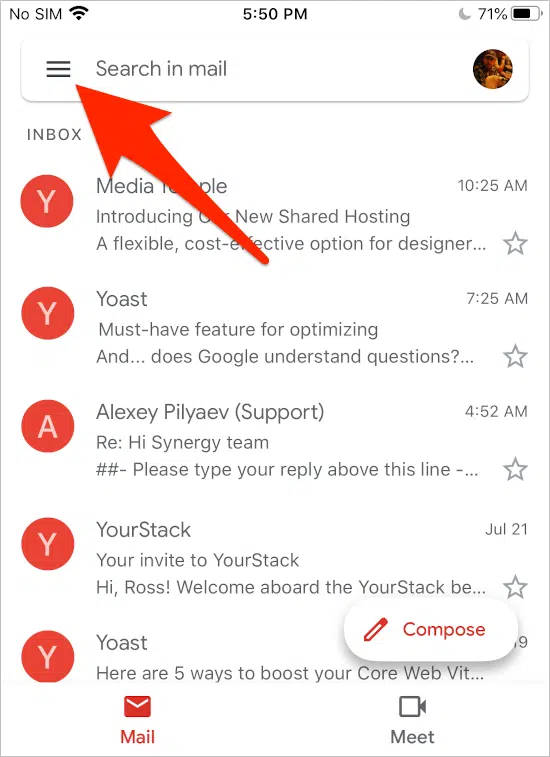 No SIM 5:50 PM 71%
Search in mail
INBOX
Y Media ple 10:25 AM
Introducing Our New Shared Hosting
A flexible, cost-effective option for designer...
Y Yoast 7:25 AM
Must-have feature for optimizing
And... does Google understand questions?...
A Alexey Pilyaev (Support) 4:52 AM
Re: Hi Synergy team
##- Please type your reply above this line -...
Y YourStack Jul 21
Your invite to YourStack
Hi, Ross! Welcome aboard the YourStack be...
Compose
Y Yoast 9
Here are 5 ways to boost your Core Web Vit...
Mail Meet